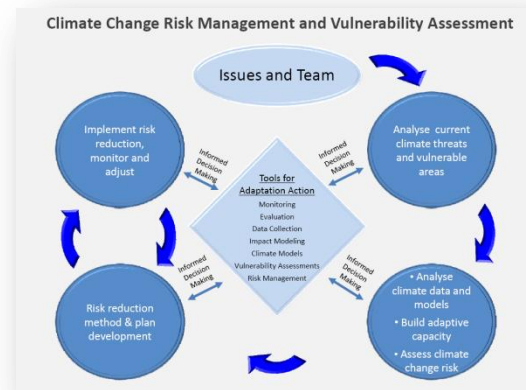 Climate Change Risk Management and Vulnerability Assessment
Issues and Team
Implement risk
reduction,
monitor and
adjust
Analyse current
climate threats
and vulnerable
areas
Informed
Decision
Making
Informed
Decision
Making
Tools for
Adaptation Action
Monitoring
Evaluation
Data Collection
Impact Modeling
Climate Models
Vulnerability Assessments
Risk Management
Informed
Decision
Making
Informed
Decision
Making
Risk reduction
method & plan
development
• Analyse
climate data and
models
• Build adaptive
capacity
• Assess climate
change risk